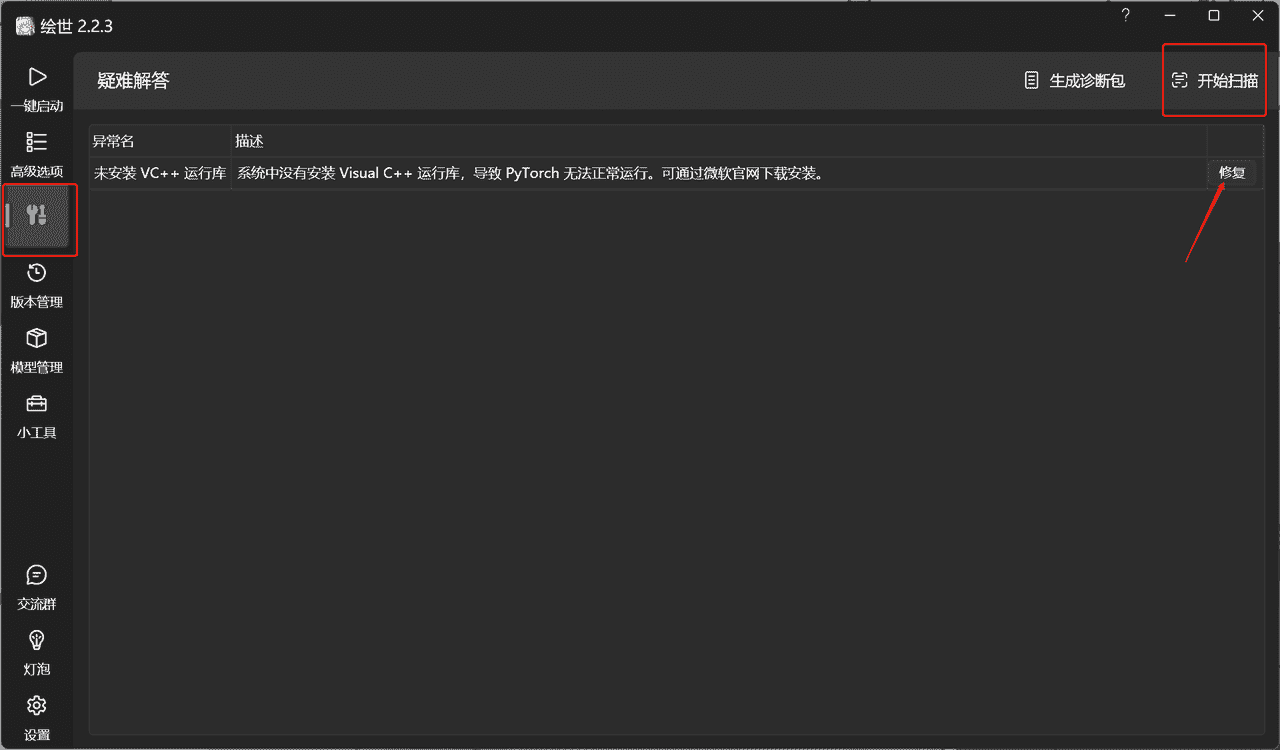 绘世 2.2.3
?
一键启动
高级选项
版本管理
模型管理
小工具
交流群
灯泡
设置
疑难解答
生成诊断包
开始扫描
异常名 描述
未安装 VC++ 运行库 系统中没有安装 Visual C++ 运行库，导致 PyTorch 无法正常运行。可通过微软官网下载安装。 修复